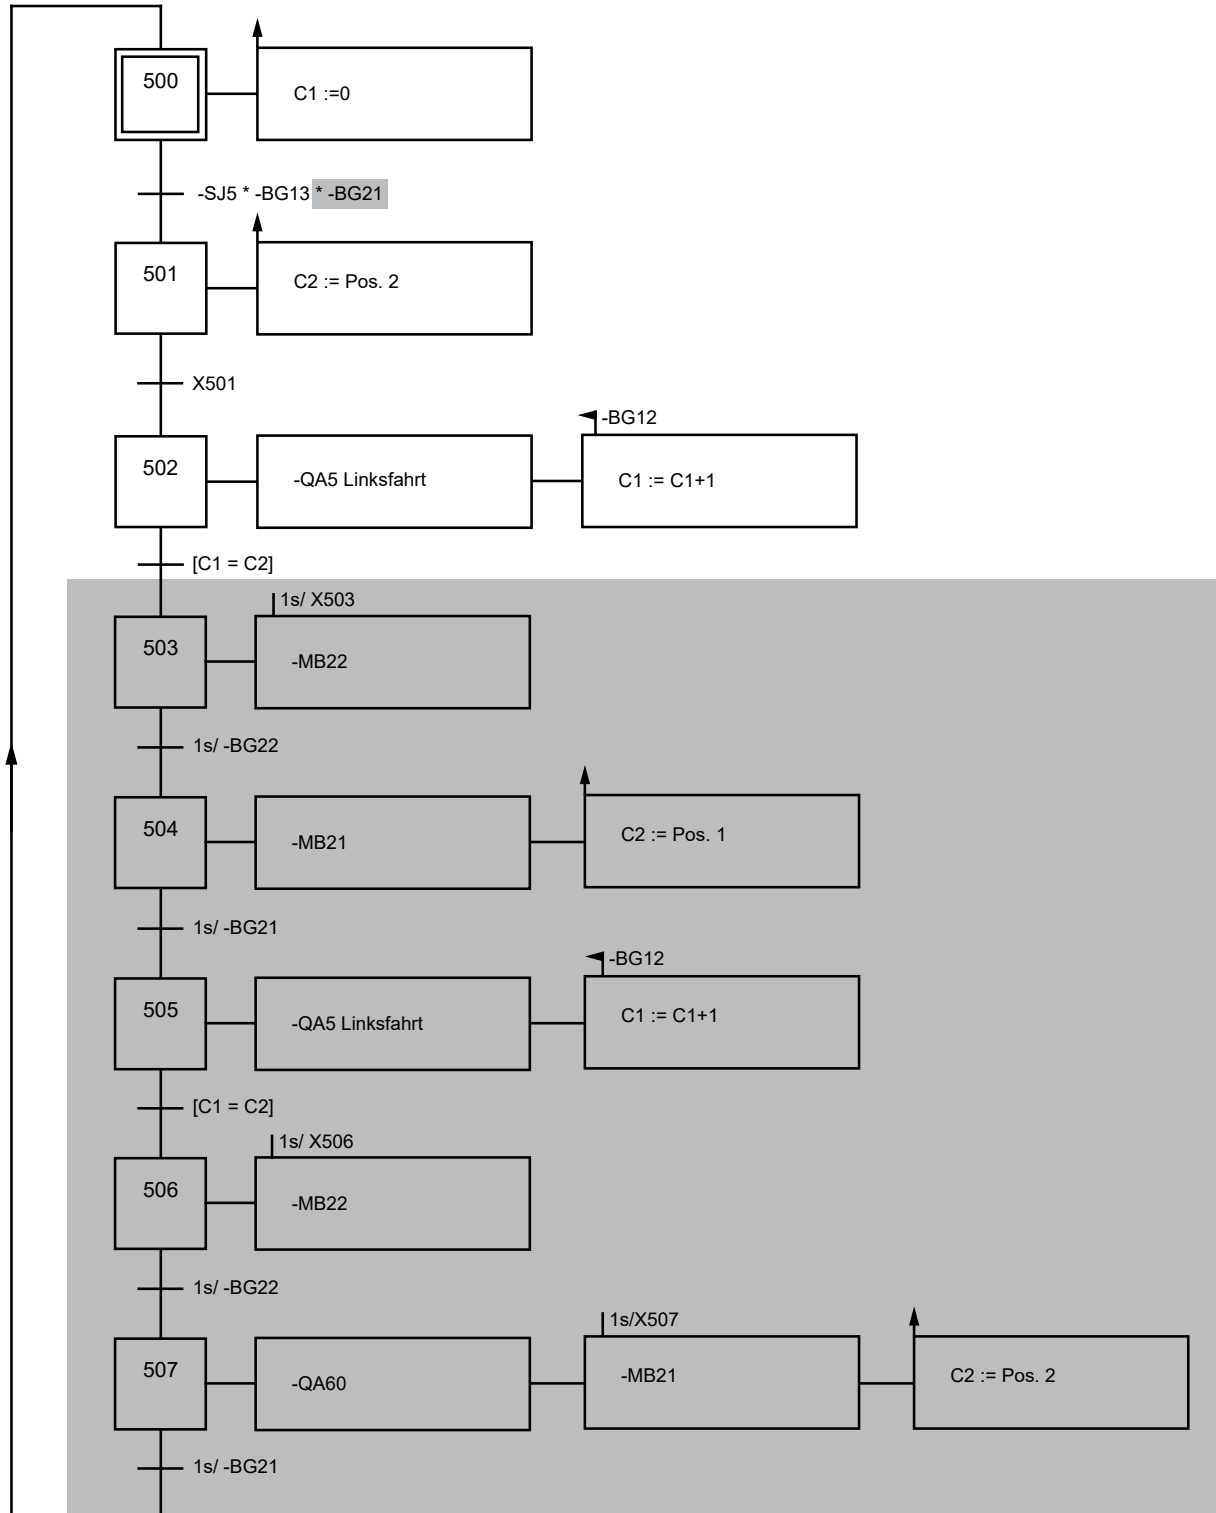 500
C1 :=0
-SJ5 * -BG13 * -BG21
501
C2 := Pos. 2
X501
-BG12
502
-QA5 Linksfahrt
C1 := C1+1
[C1 = C2]
1s/ X503
503
-MB22
1s/ -BG22
504
-MB21
C2 := Pos. 1
1s/ -BG21
-BG12
505
-QA5 Linksfahrt
C1 := C1+1
[C1 = C2]
1s/ X506
506
-MB22
1s/ -BG22
1s/X507
507
-QA60
-MB21
C2 := Pos. 2
1s/ -BG21